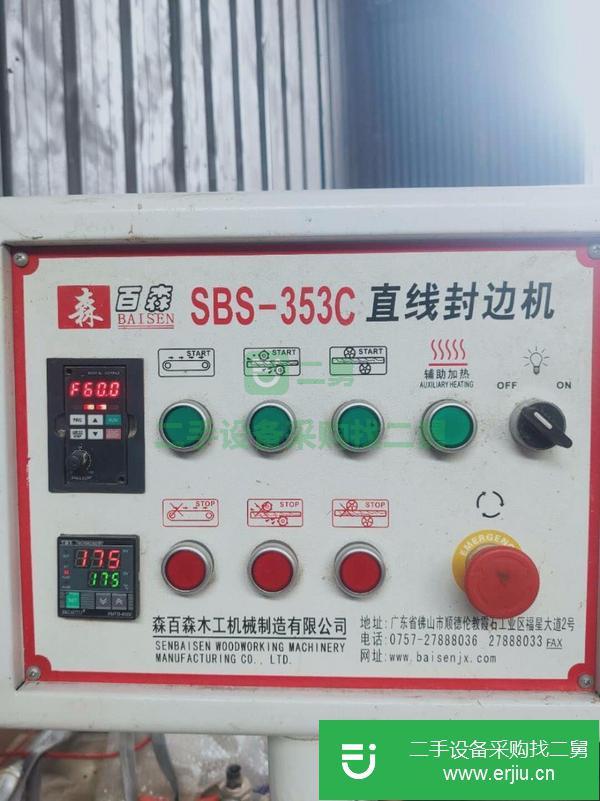 森 百森 SBS-353C 直线封边机
BAISEN
START START START 辅助加热
AUXILIARY HEATING OFF ON
F60.0
二舅
二手设备采购找二舅
STOP STOP STOP
EMERGENCY
175
175
SET
森百森木工机械制造有限公司
SENBAISEN WOODWORKING MACHINERY
MANUFACTURING CO., LTD.
地址:广东省佛山市顺德伦教霞石工业区福星大道2号
电话:0757-27888036 27888033 FAX
网址:www.baisenjx.com
二手设备采购找二舅
www.erjiu.cn